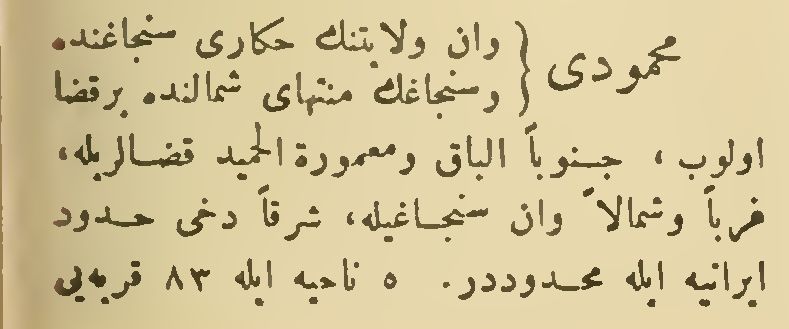 محمودی { وان ولایتنك حکاری سنجاغنده
وسنجاغك منتهای شمالنده برقضا
اولوب ، جنوباً الباق ومعمورة الحمید قضالریله،
غرباً وشمالاً وان سنجاغیله، شرقاً دخی حدود
ایرانیه ایله محدوددر. ٥ ناحیه ایله ٨٣ قریه‌یی